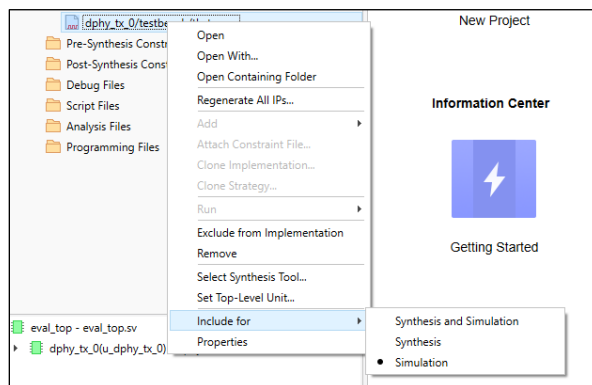 dphy_tx_0/testbe
Pre-Synthesis Constr
Post-Synthesis Cons
Debug Files
Script Files
Analysis Files
Programming Files
Open
Open With...
Open Containing Folder
Regenerate All IPs...
Add
Attach Constraint File...
Clone Implementation...
Clone Strategy...
Run
Exclude from Implementation
Remove
Select Synthesis Tool...
Set Top-Level Unit...
Include for
Properties
Synthesis and Simulation
Synthesis
Simulation
New Project
Information Center
Getting Started
eval_top - eval_top.sv
dphy_tx_0(u_dphy_tx_0)